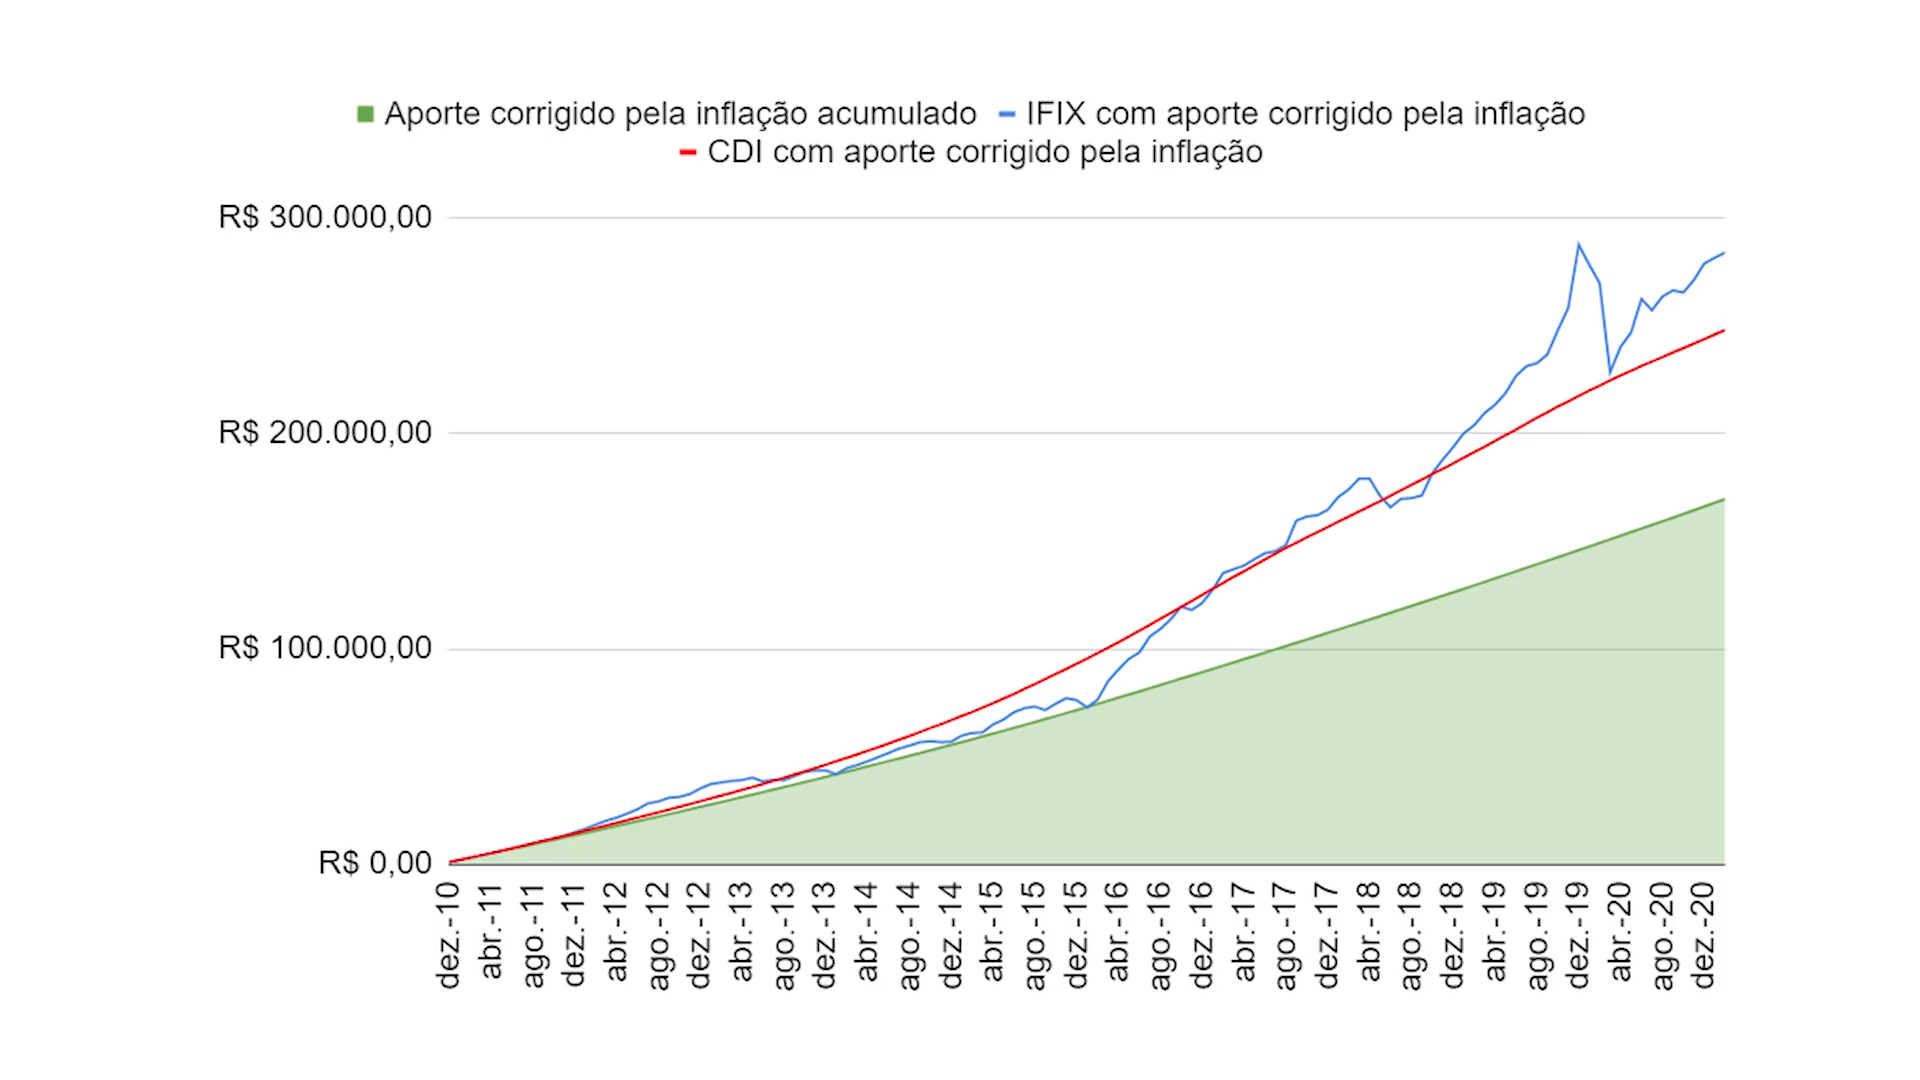 Aporte corrigido pela inflação acumulado IFIX com aporte corrigido pela inflação
CDI com aporte corrigido pela inflação
R$ 300.000,00
R$ 200.000,00
R$ 100.000,00
R$ 0,00
dez.-10
abr.-11
ago.-11
dez.-11
abr.-12
ago.-12
dez.-12
abr.-13
ago.-13
dez.-13
abr.-14
ago.-14
dez.-14
abr.-15
ago.-15
dez.-15
abr.-16
ago.-16
dez.-16
abr.-17
ago.-17
dez.-17
abr.-18
ago.-18
dez.-18
abr.-19
ago.-19
dez.-19
abr.-20
ago.-20
dez.-20